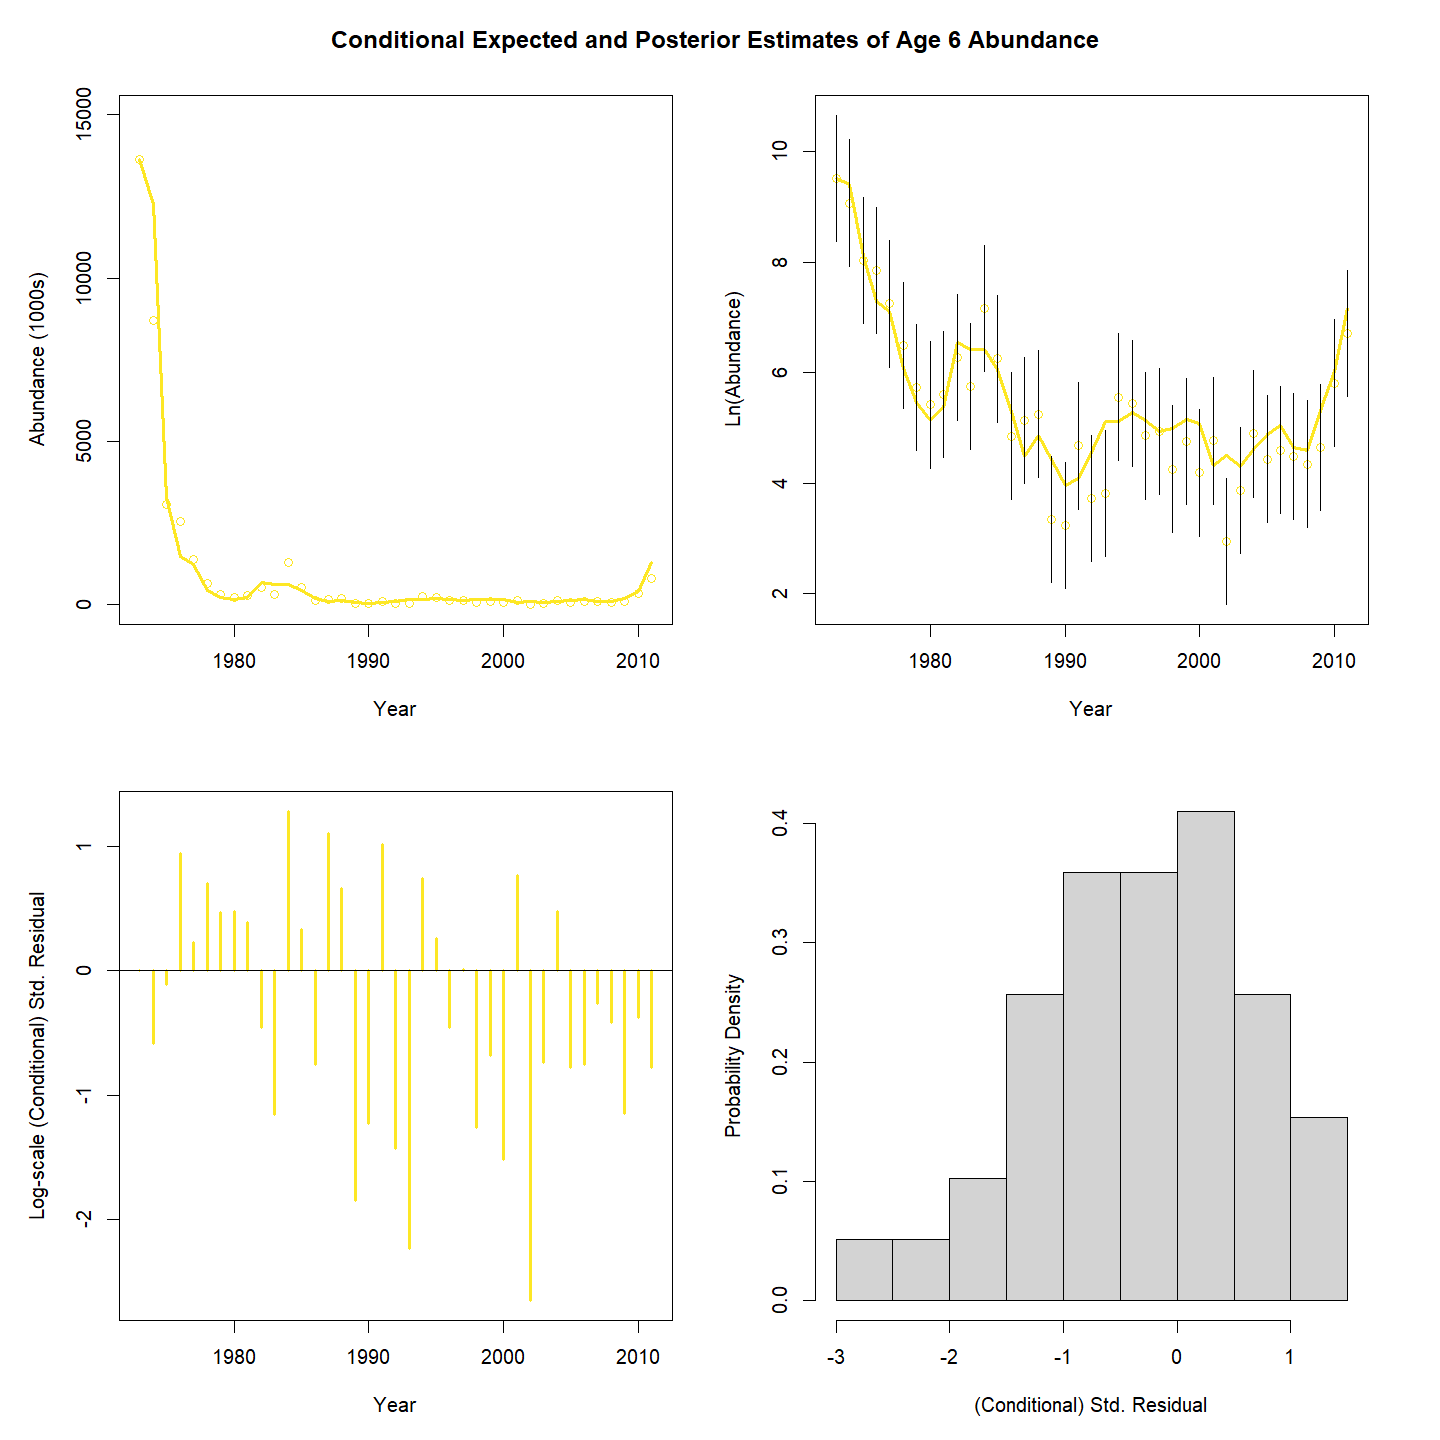 Conditional Expected and Posterior Estimates of Age 6 Abundance
Abundance (1000s)
15000
10000
5000
0
1980 1990 2000 2010
Year
Ln(Abundance)
10
8
6
4
2
1980 1990 2000 2010
Year
Log-scale (Conditional) Std. Residual
1
0
-1
-2
1980 1990 2000 2010
Year
Probability Density
0.4
0.3
0.2
0.1
0.0
-3 -2 -1 0 1
(Conditional) Std. Residual